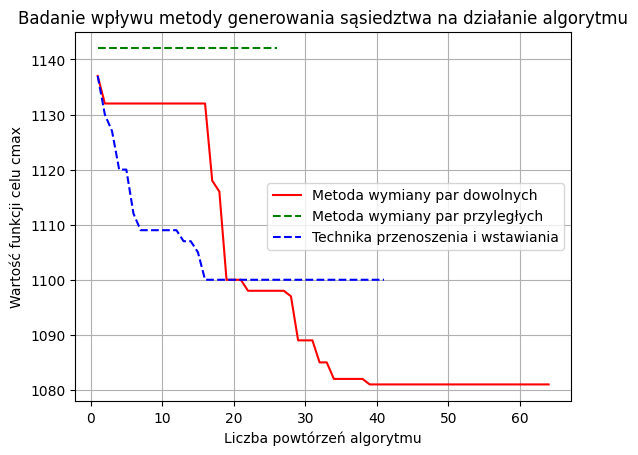 Badanie wpływu metody generowania sąsiedztwa na działanie algorytmu
Wartość funkcji celu cmax
1140
1130
1120
1110
1100
1090
1080
Metoda wymiany par dowolnych
Metoda wymiany par przyległych
Technika przenoszenia i wstawiania
0 10 20 30 40 50 60
Liczba powtórzeń algorytmu